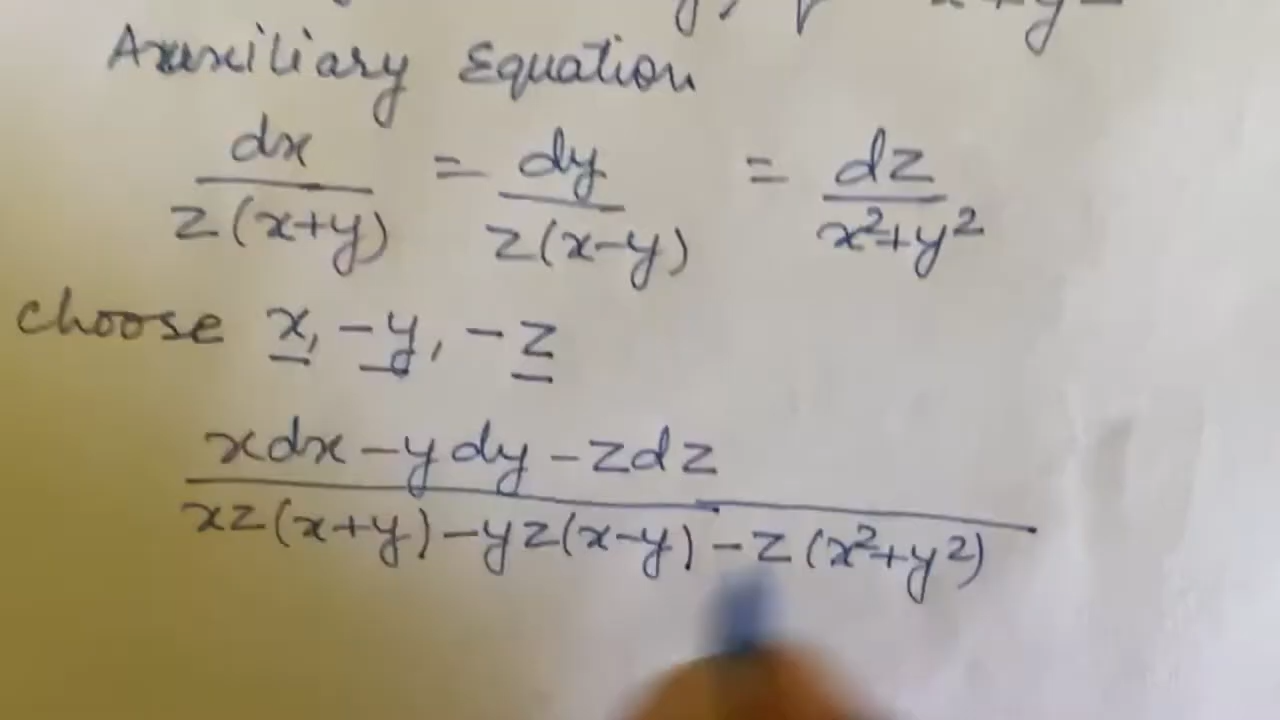 Auxiliary Equation
dx/z(x+y) = dy/z(x-y) = dz/x²+y²
choose x, -y, -z
xdx-ydy-zdz/xz(x+y)-yz(x-y)-z(x²+y²)